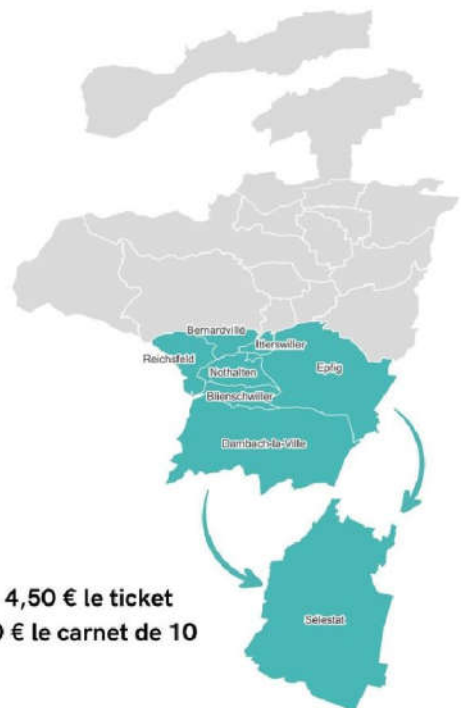 Bernardvillé
Itterswiller
Reichsfeld
Epfig
Nothalten
Blienschwiller
Dambach-la-Ville
4,50 € le ticket
€ le carnet de 10
Sélestat